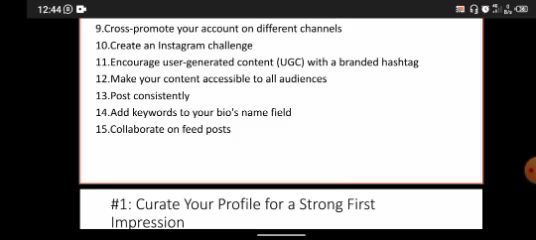 12:44
9.Cross-promote your account on different channels
10.Create an Instagram challenge
11.Encourage user-generated content (UGC) with a branded hashtag
12.Make your content accessible to all audiences
13.Post consistently
14.Add keywords to your bio's name field
15.Collaborate on feed posts
#1: Curate Your Profile for a Strong First
Impression